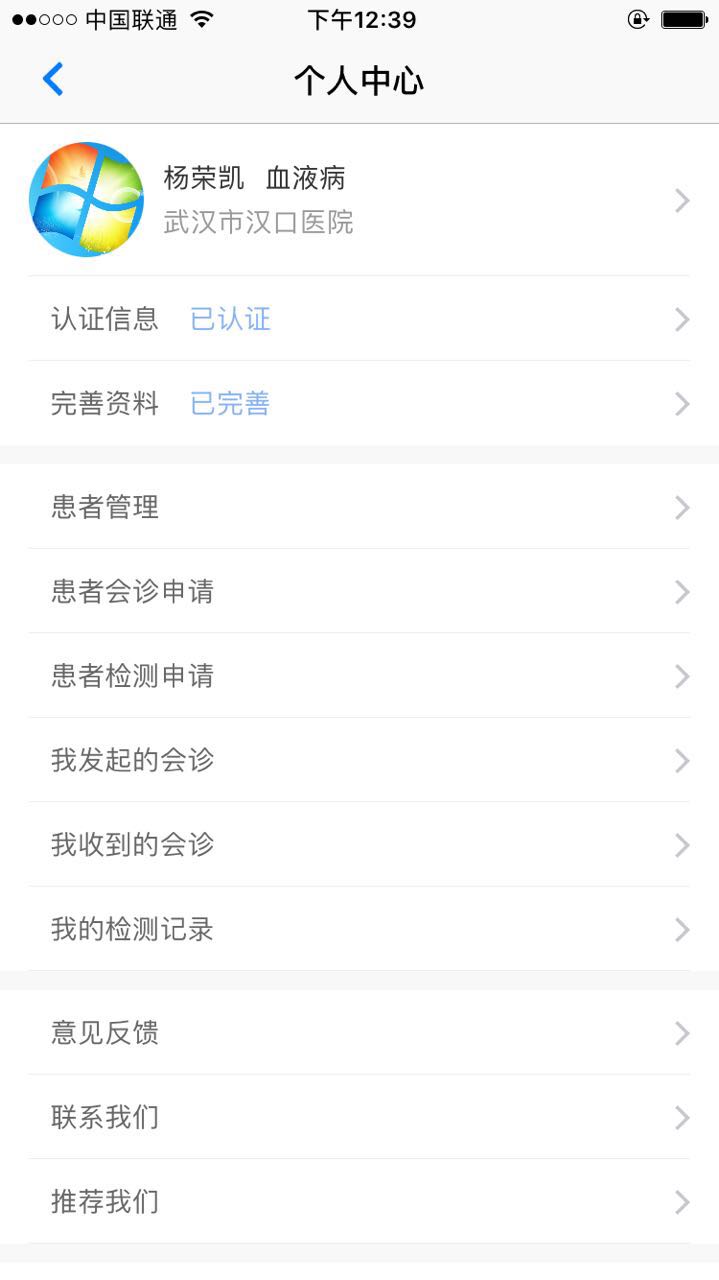 中国联通 下午12:39
个人中心
杨荣凯 血液病
武汉市汉口医院
认证信息 已认证
完善资料 已完善
患者管理
患者会诊申请
患者检测申请
我发起的会诊
我收到的会诊
我的检测记录
意见反馈
联系我们
推荐我们